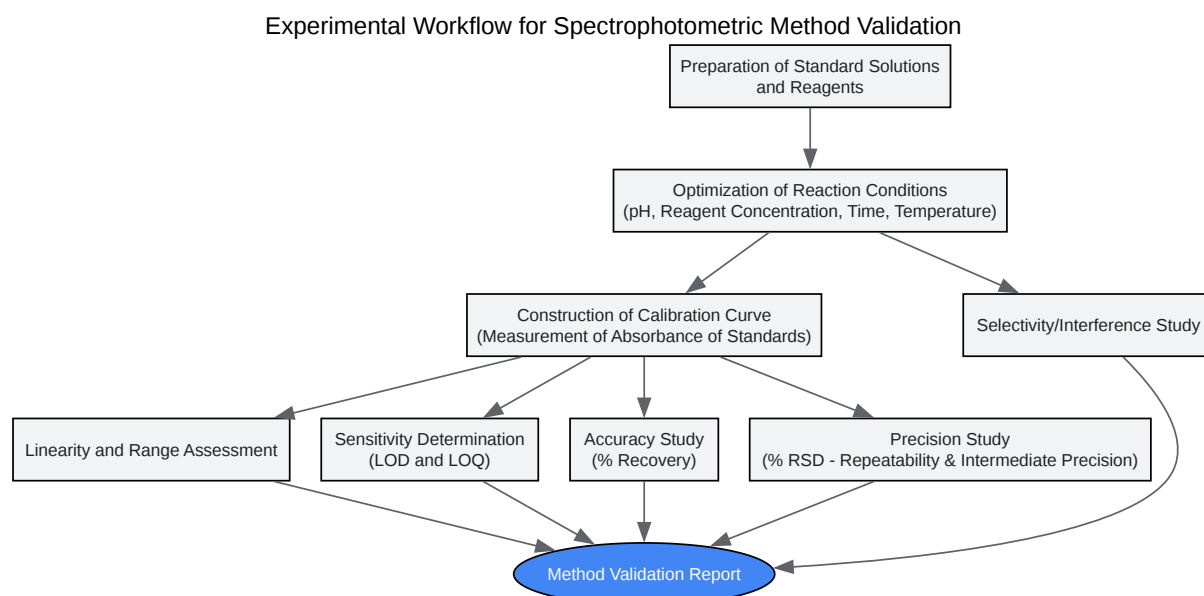 Experimental Workflow for Spectrophotometric Method Validation
Preparation of Standard Solutions
and Reagents
Optimization of Reaction Conditions
(pH, Reagent Concentration, Time, Temperature)
Construction of Calibration Curve
(Measurement of Absorbance of Standards)
Selectivity/Interference Study
Linearity and Range Assessment
Sensitivity Determination
(LOD and LOQ)
Accuracy Study
(% Recovery)
Precision Study
(% RSD - Repeatability & Intermediate Precision)
Method Validation Report